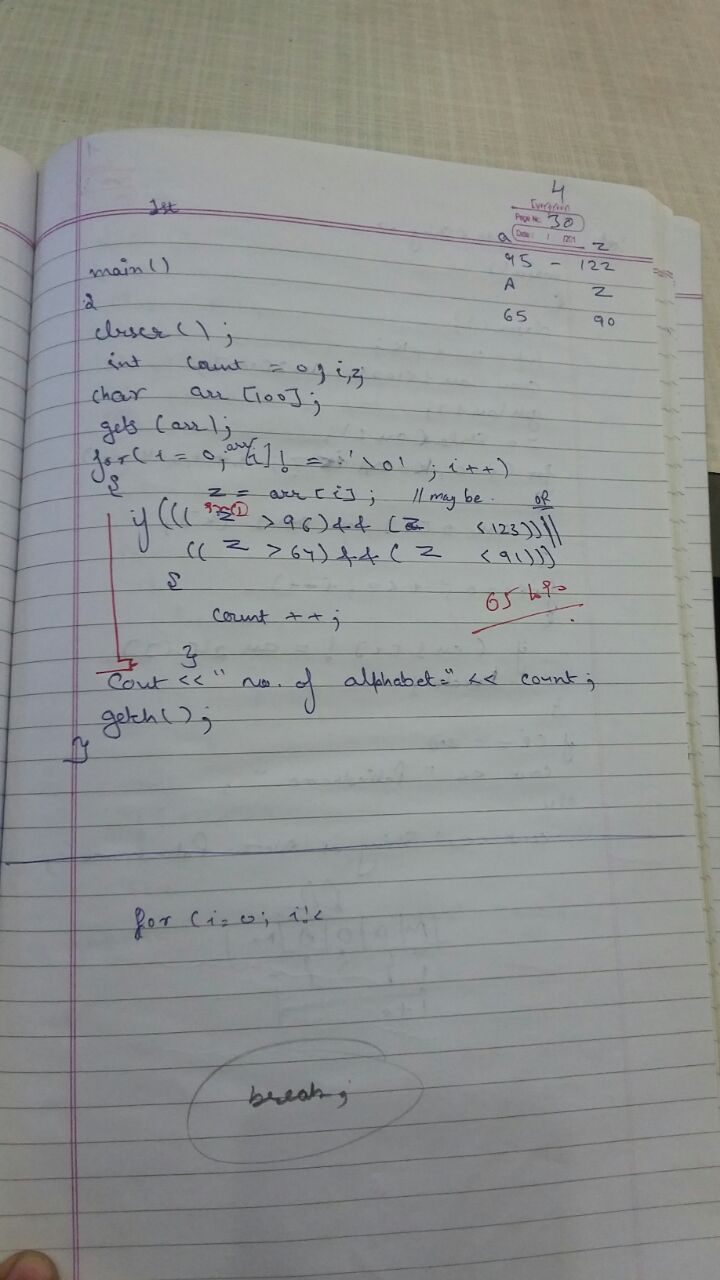 4
Evergreen
Page No. 30
Date: / /201
1st
a - z
95 - 122
main()
A Z
{
65 90
clrscr();
int count = 0, i, z;
char arr [100];
gets (arr);
for( i = 0; arr[i] != '\0' ; i++)
{
z = arr [i] ; // may be. OR
if((( z >96)&& (z <123))||
(( z >64)&&( z <91)))
{
65 to 90
count ++;
}
Cout << " no. of alphabet=" << count;
getch();
}
for (i=0; i!<
break;